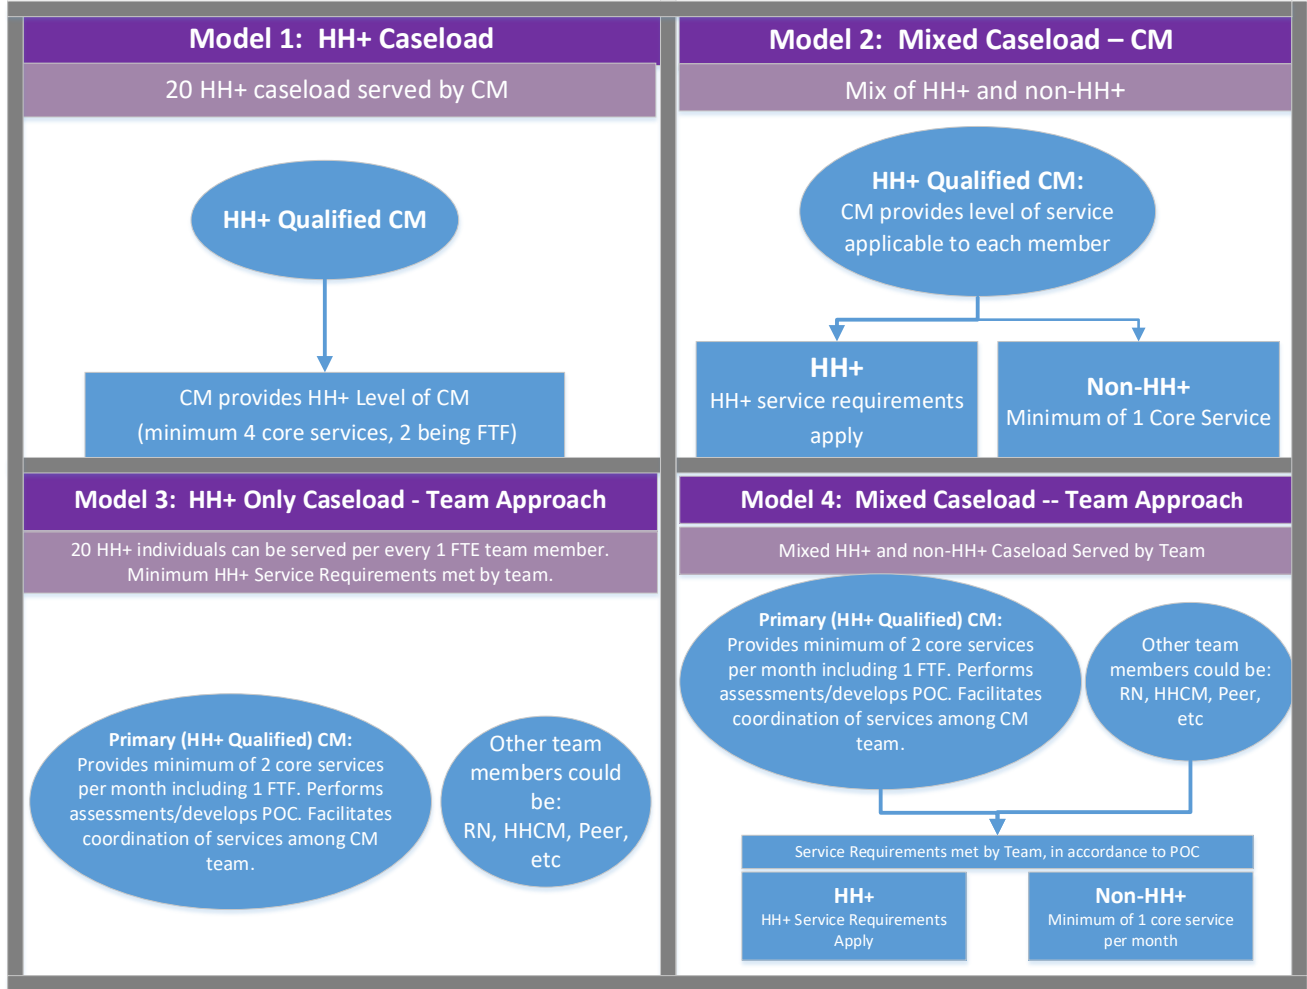 Model 1:  HH+ Caseload
20 HH+ caseload served by CM
HH+ Qualified CM
CM provides HH+ Level of CM
(minimum 4 core services, 2 being FTF)
Model 2:  Mixed Caseload – CM
Mix of HH+ and non-HH+
HH+ Qualified CM:
CM provides level of service
applicable to each member
HH+
HH+ service requirements
apply
Non-HH+
Minimum of 1 Core Service
Model 3:  HH+ Only Caseload - Team Approach
20 HH+ individuals can be served per every 1 FTE team member.
Minimum HH+ Service Requirements met by team.
Primary (HH+ Qualified) CM:
Provides minimum of 2 core services
per month including 1 FTF. Performs
assessments/develops POC. Facilitates
coordination of services among CM
team.
Other team
members could
be:
RN, HHCM, Peer,
etc
Model 4:  Mixed Caseload -- Team Approach
Mixed HH+ and non-HH+ Caseload Served by Team
Primary (HH+ Qualified) CM:
Provides minimum of 2 core services
per month including 1 FTF. Performs
assessments/develops POC. Facilitates
coordination of services among CM
team.
Other team
members could be:
RN, HHCM, Peer,
etc
Service Requirements met by Team, in accordance to POC
HH+
HH+ Service Requirements
Apply
Non-HH+
Minimum of 1 core service
per month